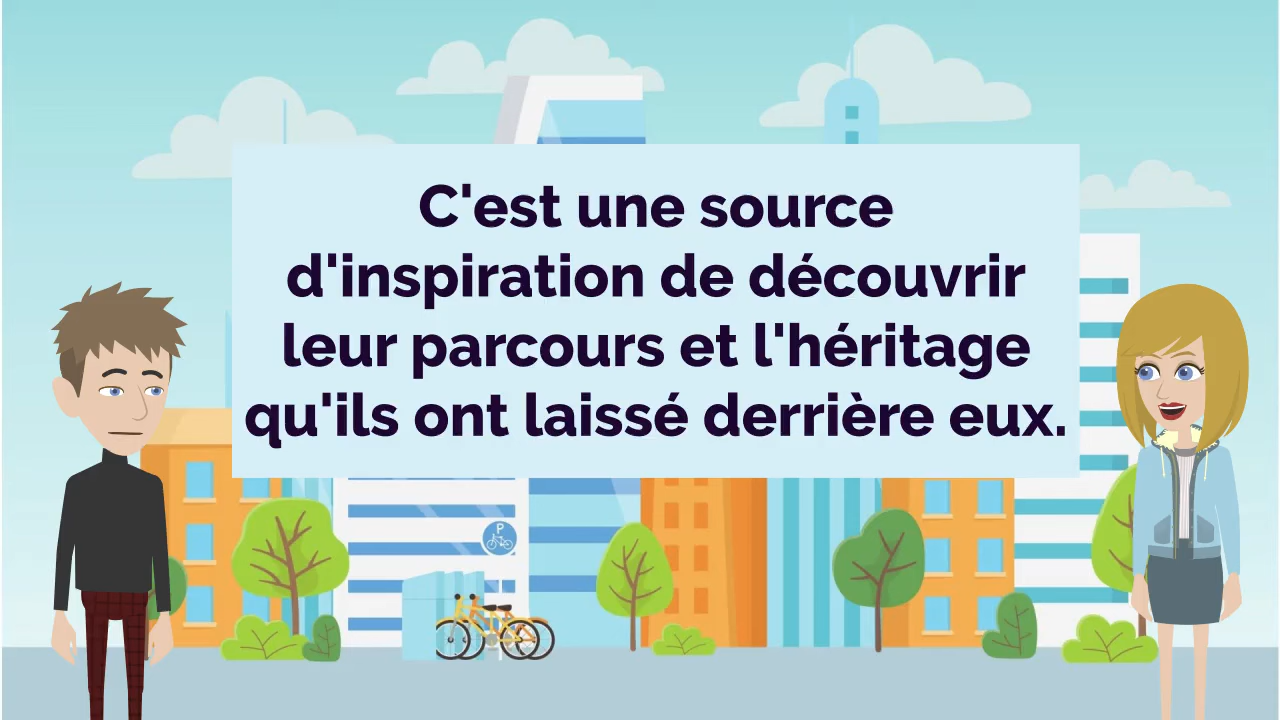 C'est une source
d'inspiration de découvrir
leur parcours et l'héritage
qu'ils ont laissé derrière eux.
P